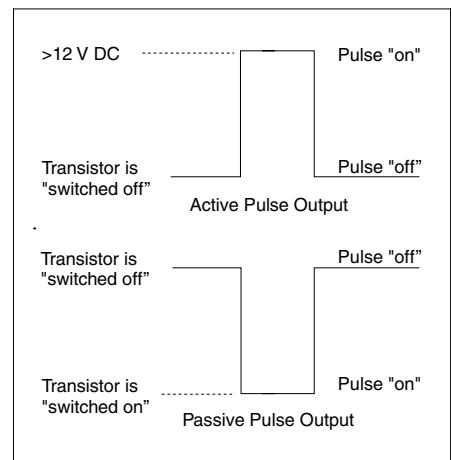 >12 V DC Pulse "on"
Transistor is
"switched off” Pulse "off”
Active Pulse Output
Transistor is Pulse "off”
"switched off”
Transistor is Pulse "on"
"switched on”
Passive Pulse Output